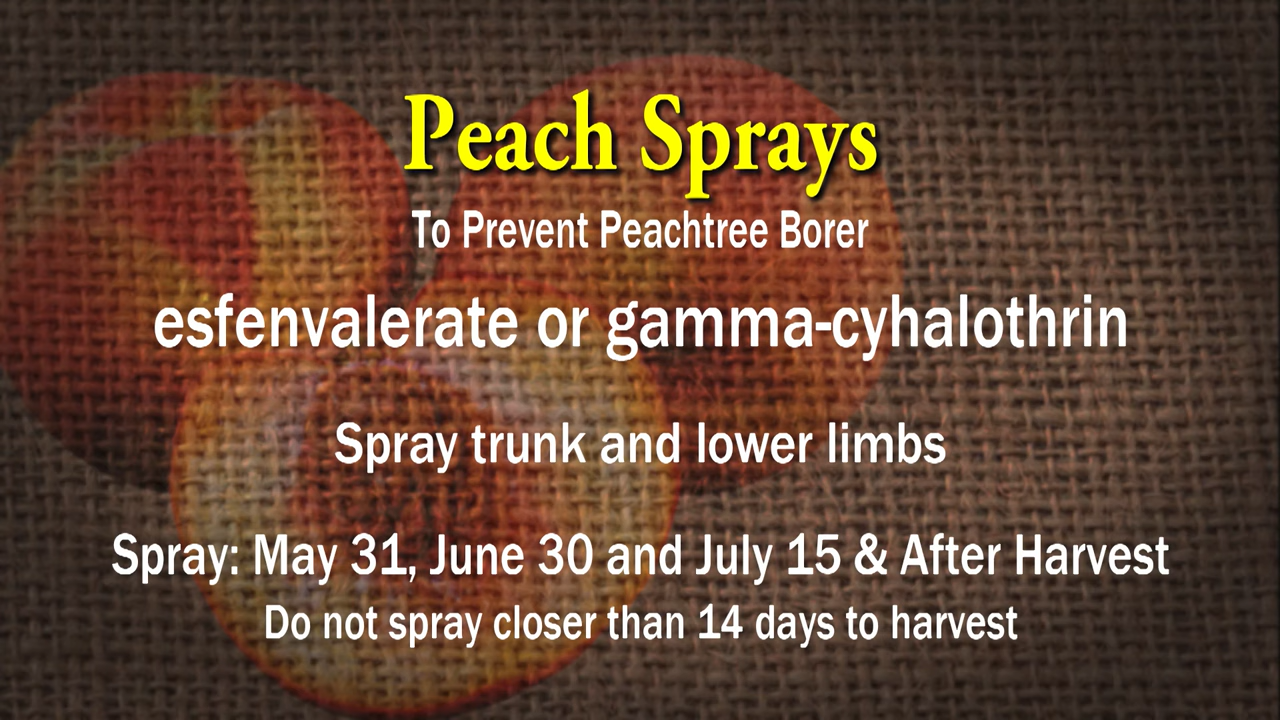 Peach Sprays
To Prevent Peachtree Borer
esfenvalerate or gamma-cyhalothrin
Spray trunk and lower limbs
Spray: May 31, June 30 and July 15 & After Harvest
Do not spray closer than 14 days to harvest